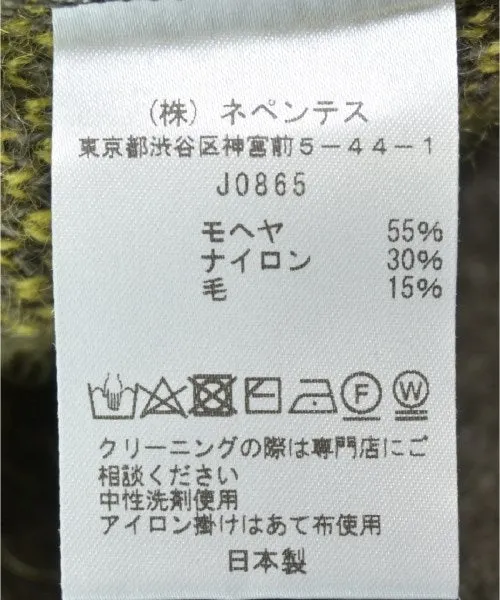 （株）ネペンテス
東京都渋谷区神宮前５－４４－１
J0865
モヘヤ 55%
ナイロン 30%
毛 15%
F W
クリーニングの際は専門店にご
相談ください
中性洗剤使用
アイロン掛けはあて布使用
日本製